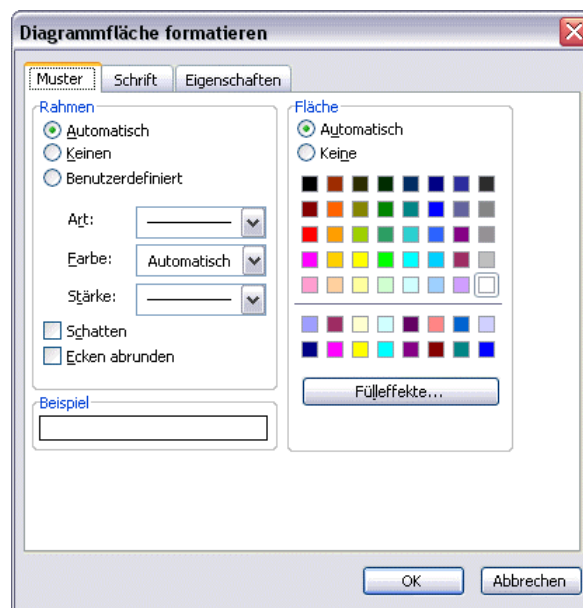 Diagrammfläche formatieren
Muster Schrift Eigenschaften
Rahmen
Automatisch
Keinen
Benutzerdefiniert
Art:
Farbe: Automatisch
Stärke:
Schatten
Ecken abrunden
Beispiel
Fläche
Automatisch
Keine
Fülleffekte...
OK Abbrechen